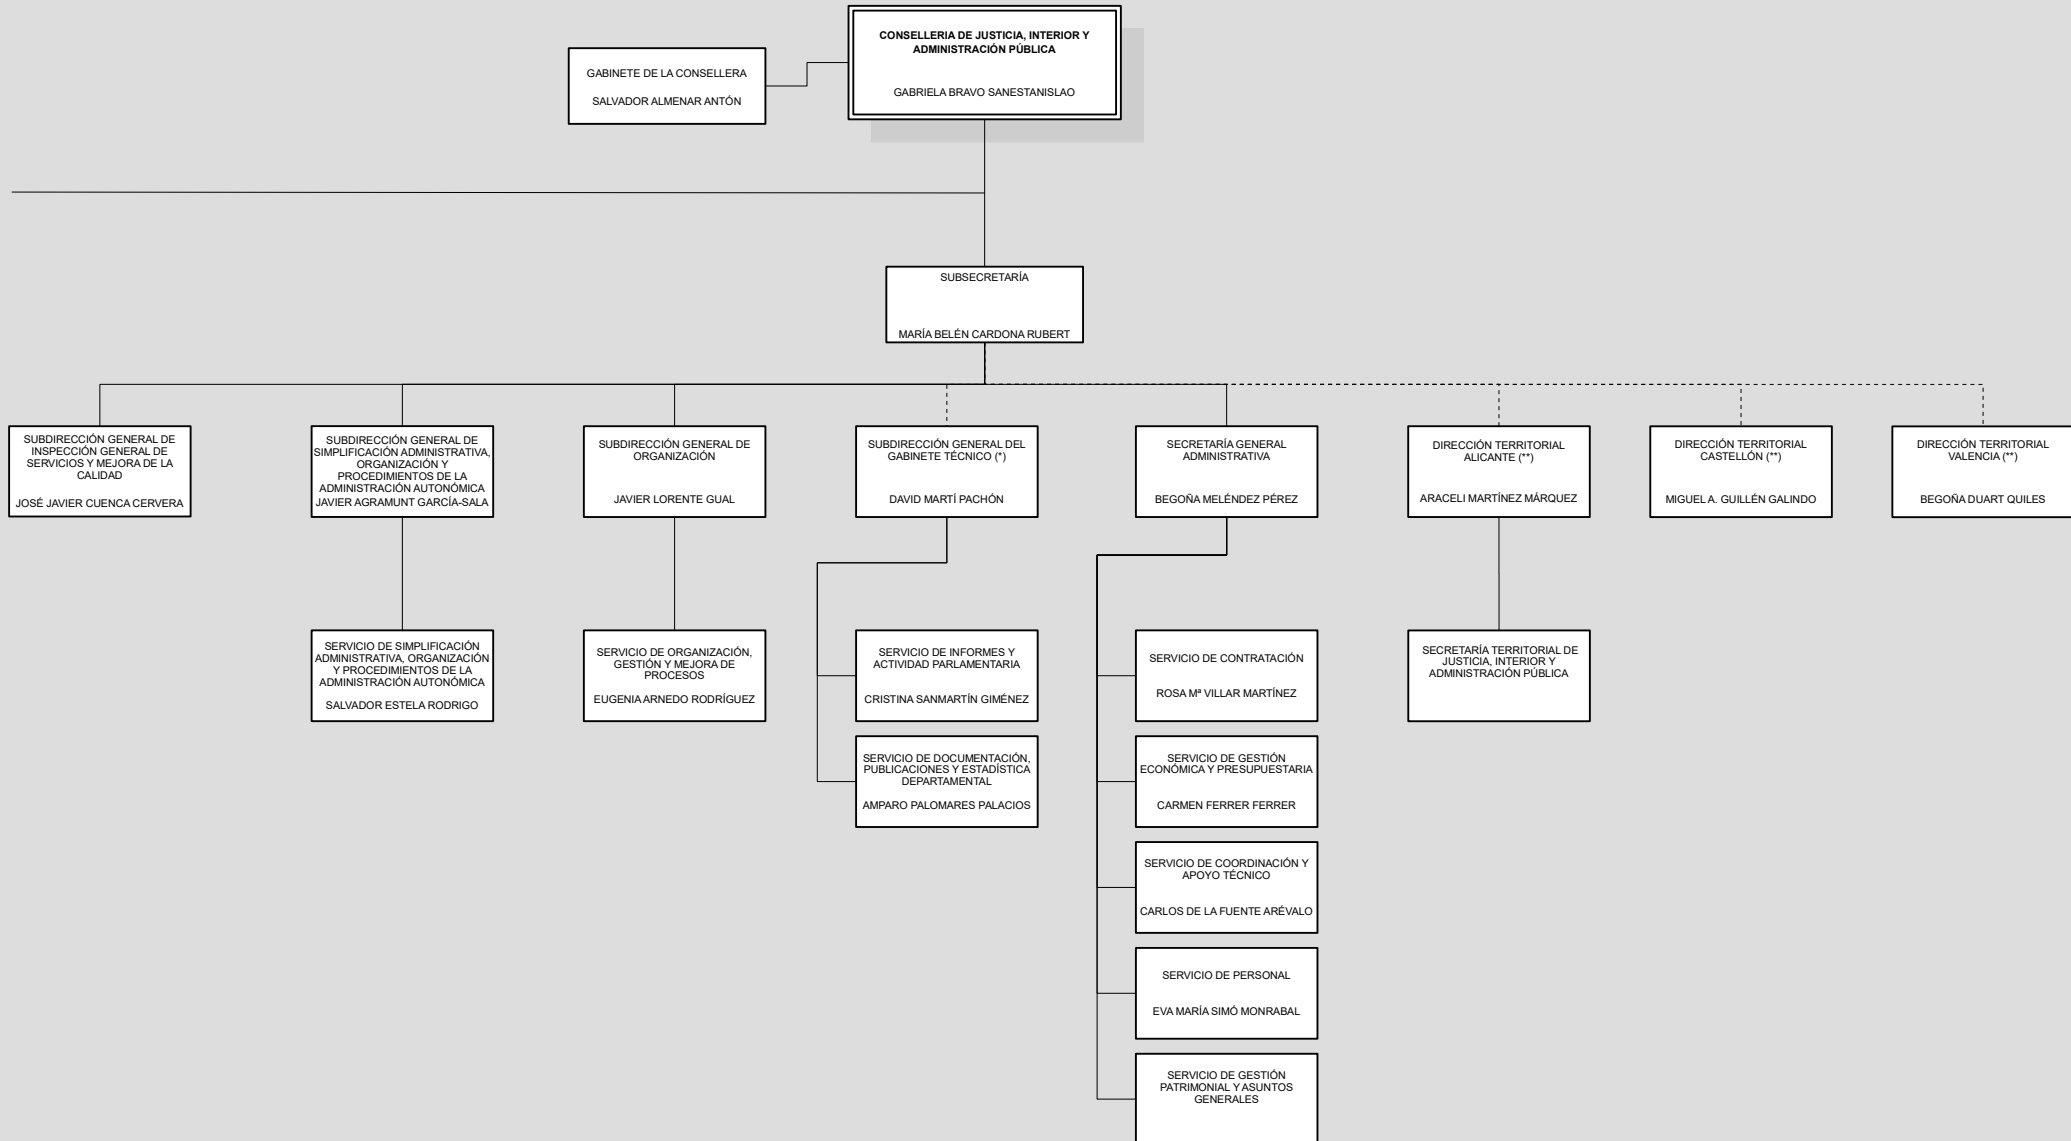 CONSELLERIA DE JUSTICIA, INTERIOR Y
ADMINISTRACIÓN PÚBLICA
GABRIELA BRAVO SANESTANISLAO
GABINETE DE LA CONSELLERA
SALVADOR ALMENAR ANTÓN
SUBSECRETARÍA
MARÍA BELÉN CARDONA RUBERT
SUBDIRECCIÓN GENERAL DE
INSPECCIÓN GENERAL DE
SERVICIOS Y MEJORA DE LA
CALIDAD
JOSÉ JAVIER CUENCA CERVERA
SUBDIRECCIÓN GENERAL DE
SIMPLIFICACIÓN ADMINISTRATIVA,
ORGANIZACIÓN Y
PROCEDIMIENTOS DE LA
ADMINISTRACIÓN AUTONÓMICA
JAVIER AGRAMUNT GARCÍA-SALA
SUBDIRECCIÓN GENERAL DE
ORGANIZACIÓN
JAVIER LORENTE GUAL
SUBDIRECCIÓN GENERAL DEL
GABINETE TÉCNICO (*)
DAVID MARTÍ PACHÓN
SECRETARÍA GENERAL
ADMINISTRATIVA
BEGOÑA MELÉNDEZ PÉREZ
DIRECCIÓN TERRITORIAL
ALICANTE (**)
ARACELI MARTÍNEZ MÁRQUEZ
DIRECCIÓN TERRITORIAL
CASTELLÓN (**)
MIGUEL A. GUILLÉN GALINDO
DIRECCIÓN TERRITORIAL
VALENCIA (**)
BEGOÑA DUART QUILES
SERVICIO DE SIMPLIFICACIÓN
ADMINISTRATIVA, ORGANIZACIÓN
Y PROCEDIMIENTOS DE LA
ADMINISTRACIÓN AUTONÓMICA
SALVADOR ESTELA RODRIGO
SERVICIO DE ORGANIZACIÓN,
GESTIÓN Y MEJORA DE
PROCESOS
EUGENIA ARNEDO RODRÍGUEZ
SERVICIO DE INFORMES Y
ACTIVIDAD PARLAMENTARIA
CRISTINA SANMARTÍN GIMÉNEZ
SERVICIO DE CONTRATACIÓN
ROSA Mª VILLAR MARTÍNEZ
SECRETARÍA TERRITORIAL DE
JUSTICIA, INTERIOR Y
ADMINISTRACIÓN PÚBLICA
SERVICIO DE DOCUMENTACIÓN,
PUBLICACIONES Y ESTADÍSTICA
DEPARTAMENTAL
AMPARO PALOMARES PALACIOS
SERVICIO DE GESTIÓN
ECONÓMICA Y PRESUPUESTARIA
CARMEN FERRER FERRER
SERVICIO DE COORDINACIÓN Y
APOYO TÉCNICO
CARLOS DE LA FUENTE ARÉVALO
SERVICIO DE PERSONAL
EVA MARÍA SIMÓ MONRABAL
SERVICIO DE GESTIÓN
PATRIMONIAL Y ASUNTOS
GENERALES